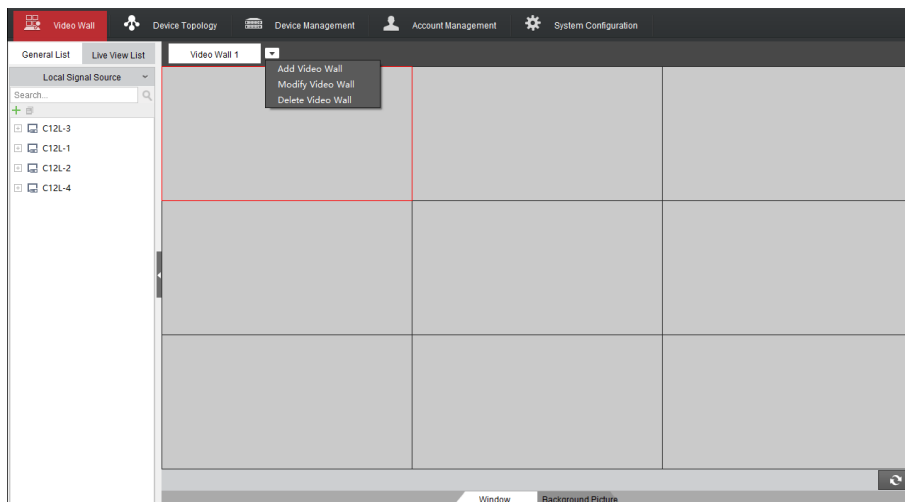 Video Wall Device Topology Device Management Account Management System Configuration
General List Live View List Video Wall 1
Local Signal Source
Search...
Add Video Wall
Modify Video Wall
Delete Video Wall
C12L-3
C12L-1
C12L-2
C12L-4
Window Background Picture